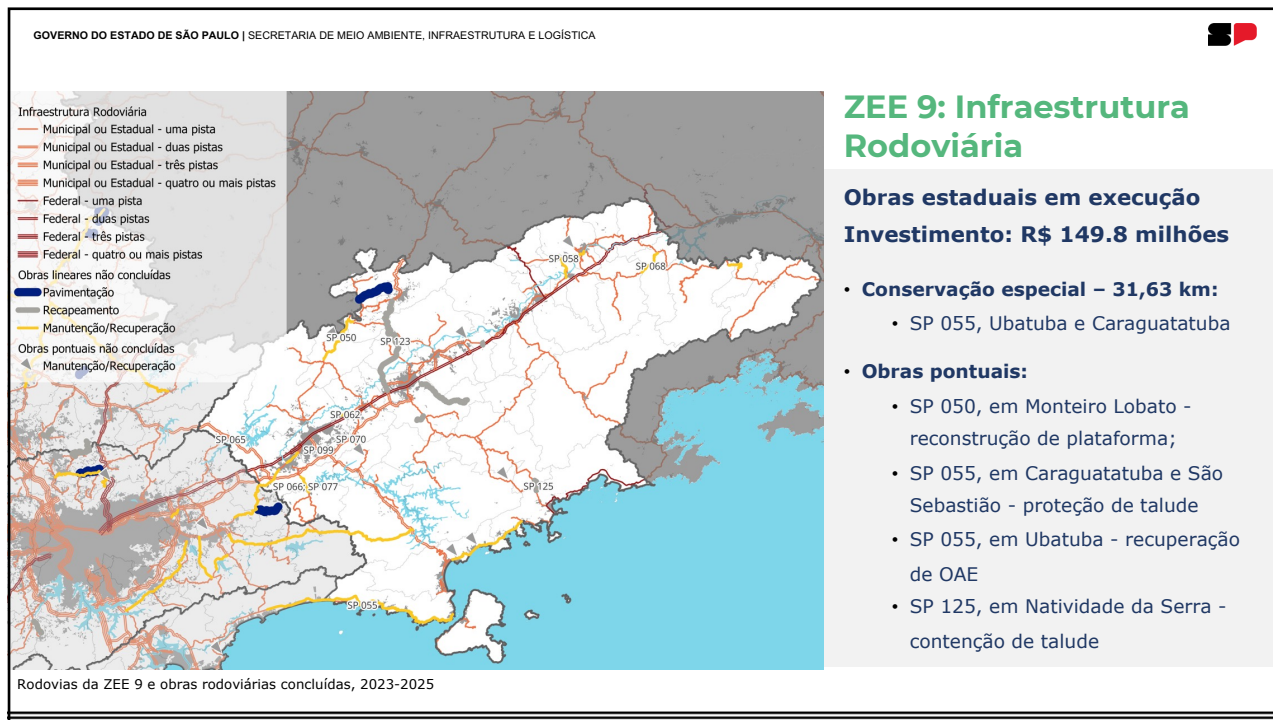 GOVERNO DO ESTADO DE SÃO PAULO | SECRETARIA DE MEIO AMBIENTE, INFRAESTRUTURA E LOGÍSTICA
SP
Infraestrutura Rodoviária
Municipal ou Estadual - uma pista
Municipal ou Estadual - duas pistas
Municipal ou Estadual - três pistas
Municipal ou Estadual - quatro ou mais pistas
Federal - uma pista
Federal - duas pistas
Federal - três pistas
Federal - quatro ou mais pistas
Obras lineares não concluídas
Pavimentação
Recapeamento
Manutenção/Recuperação
Obras pontuais não concluídas
Manutenção/Recuperação
SP 058
SP 068
SP 050
SP 123
SP 062
SP 065
SP 070
SP 099
SP 066; SP 077
SP 125
SP 055
Rodovias da ZEE 9 e obras rodoviárias concluídas, 2023-2025
ZEE 9: Infraestrutura
Rodoviária
Obras estaduais em execução
Investimento: R$ 149.8 milhões
• Conservação especial – 31,63 km:
• SP 055, Ubatuba e Caraguatatuba
• Obras pontuais:
• SP 050, em Monteiro Lobato -
reconstrução de plataforma;
• SP 055, em Caraguatatuba e São
Sebastião - proteção de talude
• SP 055, em Ubatuba - recuperação
de OAE
• SP 125, em Natividade da Serra -
contenção de talude